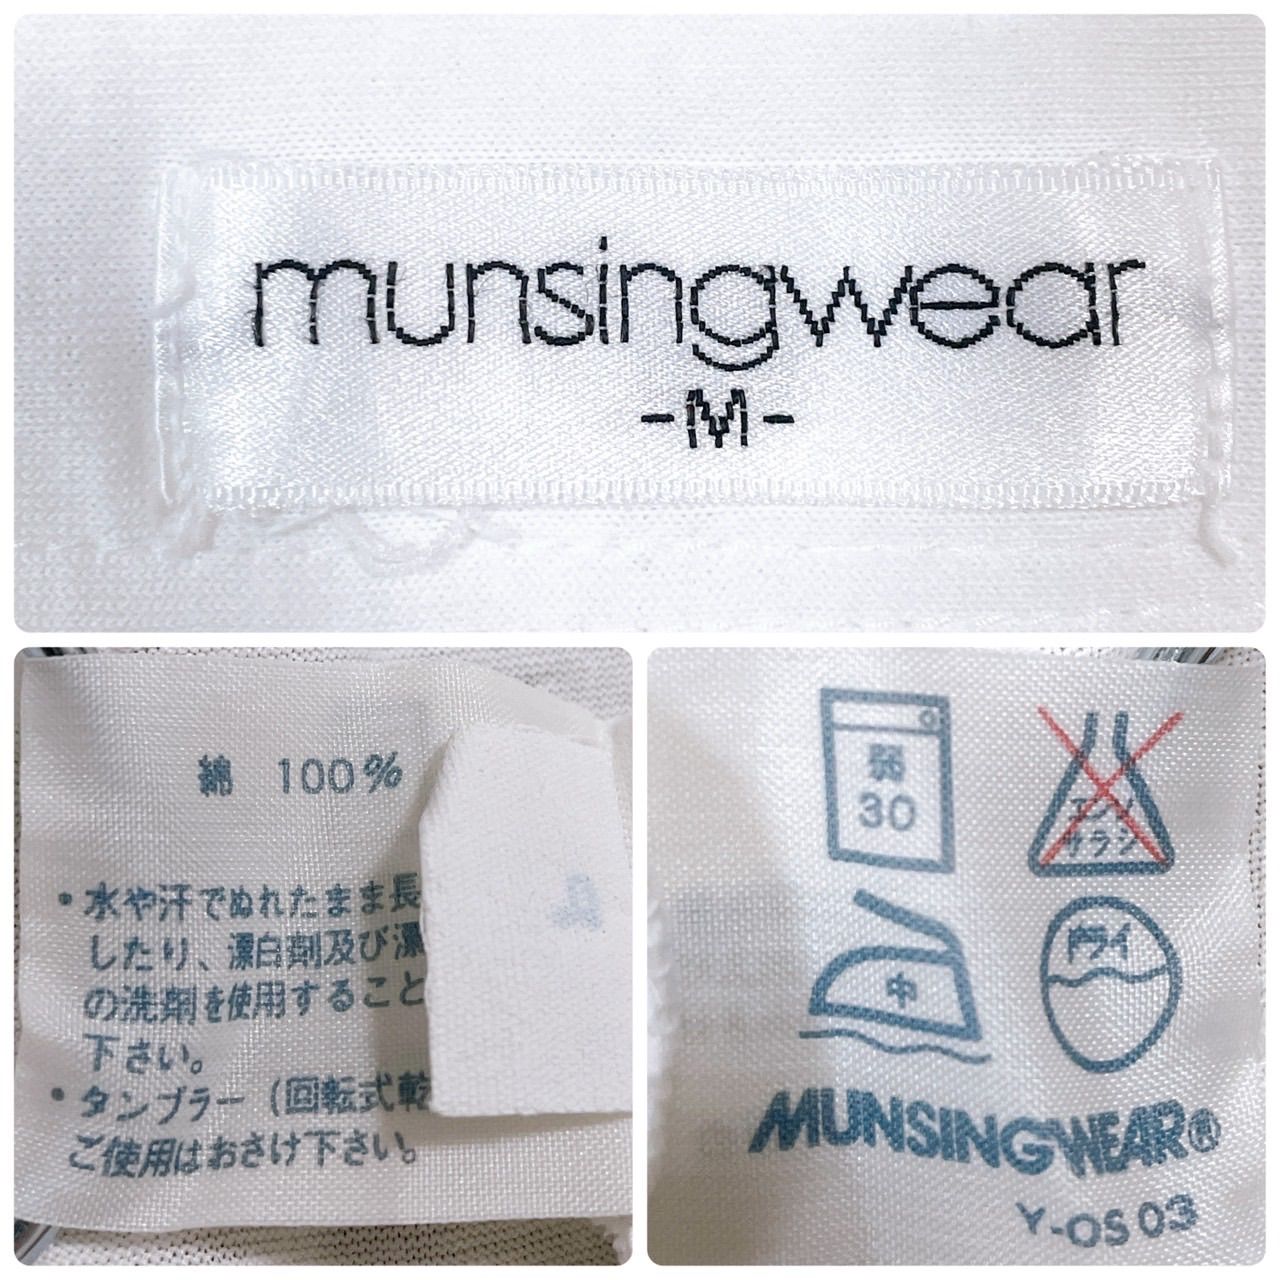 munsingwear
-M-
綿 100%
・水や汗でぬれたまま長
したり、漂白剤及び漂
の洗剤を使用すること
下さい。
・タンブラー（回転式乾
ご使用はおさけ下さい。
弱
30
エンソ
サラシ
中
ドライ
MUNSINGWEAR®
Y-OS 03